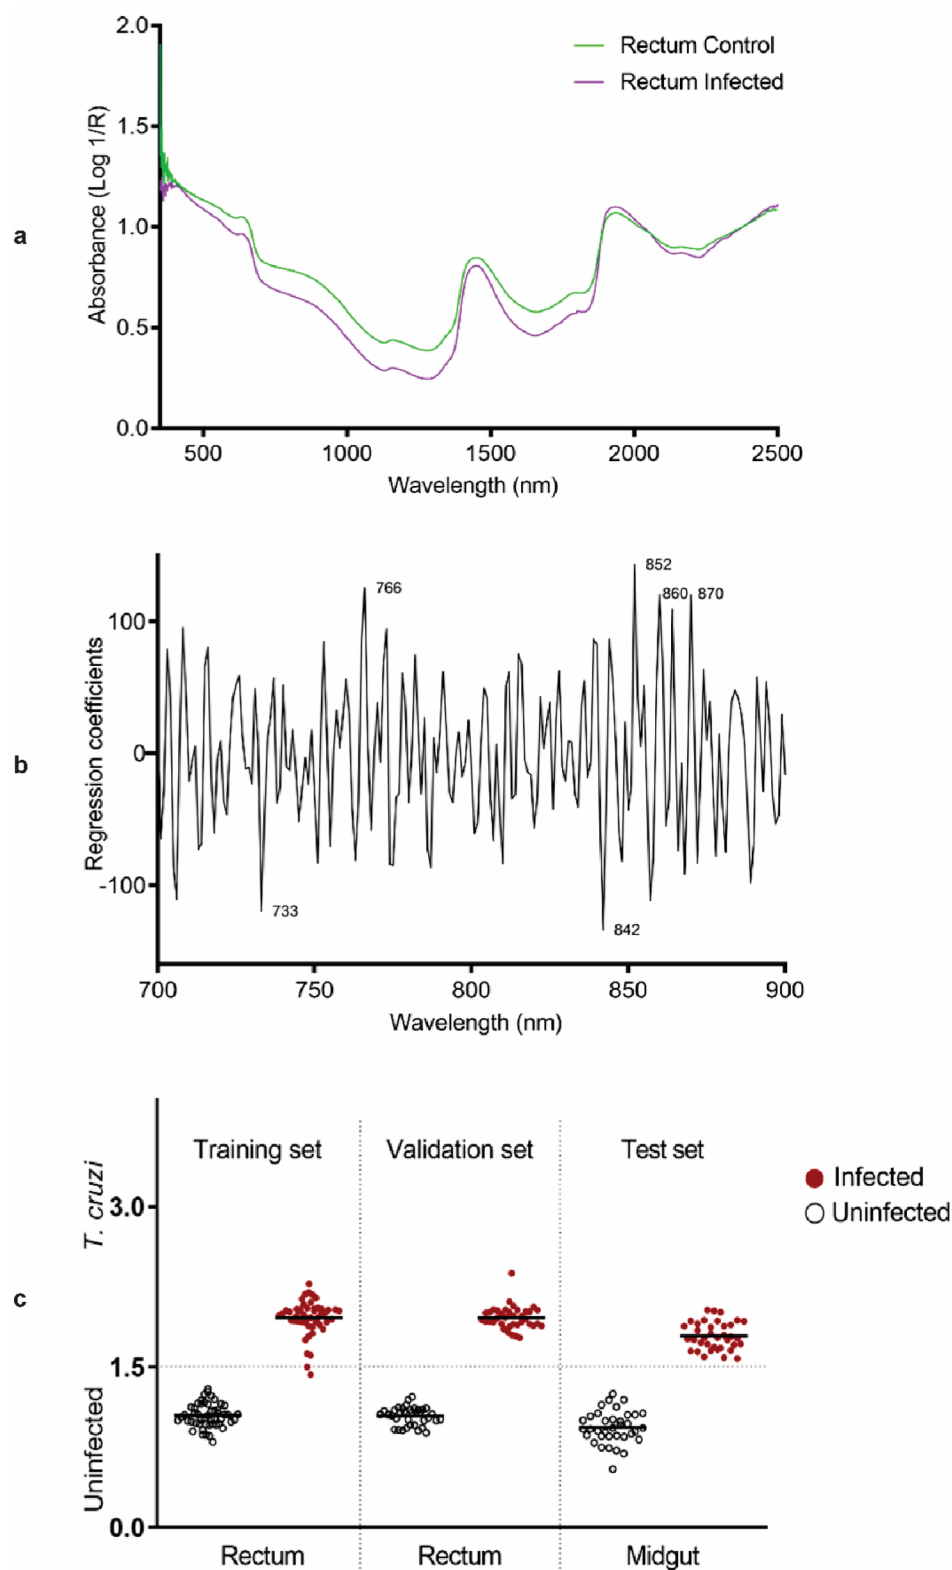 a
Absorbance (Log 1/R)
2.0
1.5
1.0
0.5
0.0
Rectum Control
Rectum Infected
500 1000 1500 2000 2500
Wavelength (nm)
b
Regression coefficients
100
0
-100
766
852
860
870
733
842
700 750 800 850 900
Wavelength (nm)
c
Uninfected T. cruzi
3.0
1.5
0.0
Training set Validation set Test set
Infected
Uninfected
Rectum Rectum Midgut